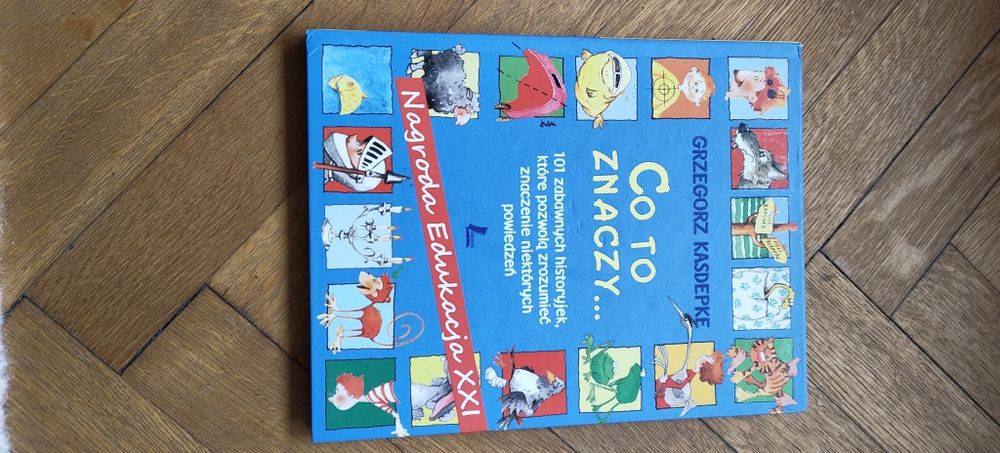 GRZEGORZ KASDEPKE
CO TO
ZNACZY...
101 zabawnych historyjek,
które pozwolą zrozumieć
znaczenie niektórych
powiedzeń
Nagroda Edukacja XXI